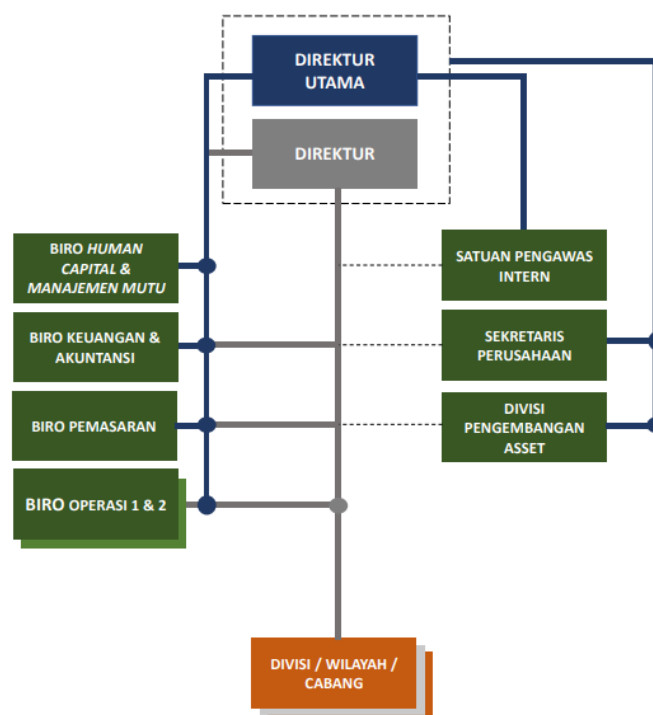 DIREKTUR
UTAMA
DIREKTUR
BIRO HUMAN
CAPITAL &
MANAJEMEN MUTU
SATUAN PENGAWAS
INTERN
BIRO KEUANGAN &
AKUNTANSI
SEKRETARIS
PERUSAHAAN
BIRO PEMASARAN
DIVISI
PENGEMBANGAN
ASSET
BIRO OPERASI 1 & 2
DIVISI / WILAYAH /
CABANG